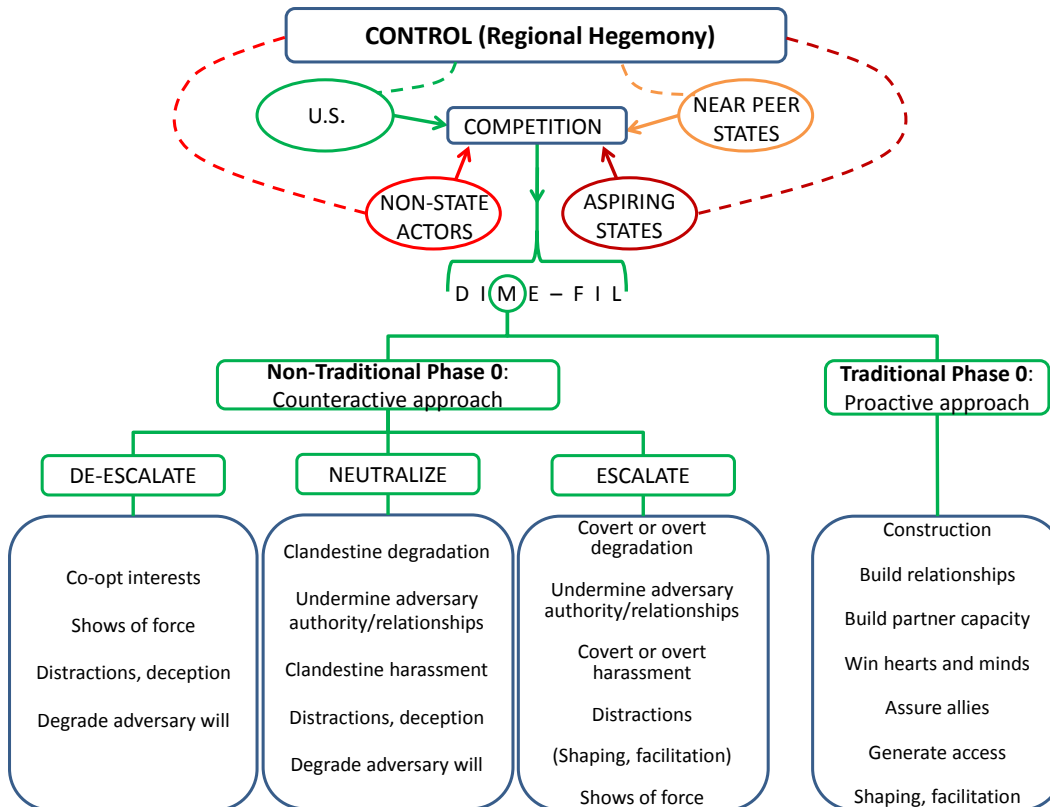 CONTROL (Regional Hegemony)
U.S.
COMPETITION
NEAR PEER
STATES
NON-STATE
ACTORS
ASPIRING
STATES
D I M E – F I L
Non-Traditional Phase 0:
Counteractive approach
Traditional Phase 0:
Proactive approach
DE-ESCALATE
NEUTRALIZE
ESCALATE
Co-opt interests
Shows of force
Distractions, deception
Degrade adversary will
Clandestine degradation
Undermine adversary
authority/relationships
Clandestine harassment
Distractions, deception
Degrade adversary will
Covert or overt
degradation
Undermine adversary
authority/relationships
Covert or overt
harassment
Distractions
(Shaping, facilitation)
Shows of force
Construction
Build relationships
Build partner capacity
Win hearts and minds
Assure allies
Generate access
Shaping, facilitation